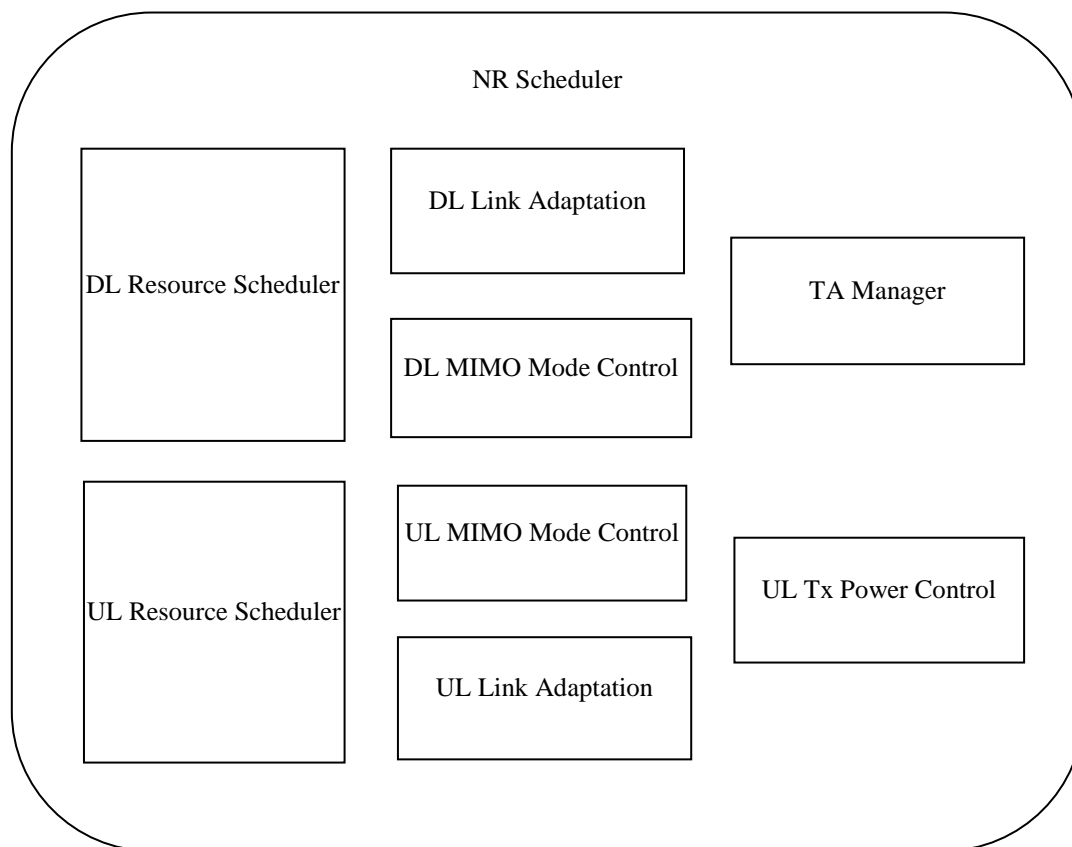 NR Scheduler
DL Resource Scheduler
DL Link Adaptation
DL MIMO Mode Control
TA Manager
UL Resource Scheduler
UL MIMO Mode Control
UL Link Adaptation
UL Tx Power Control